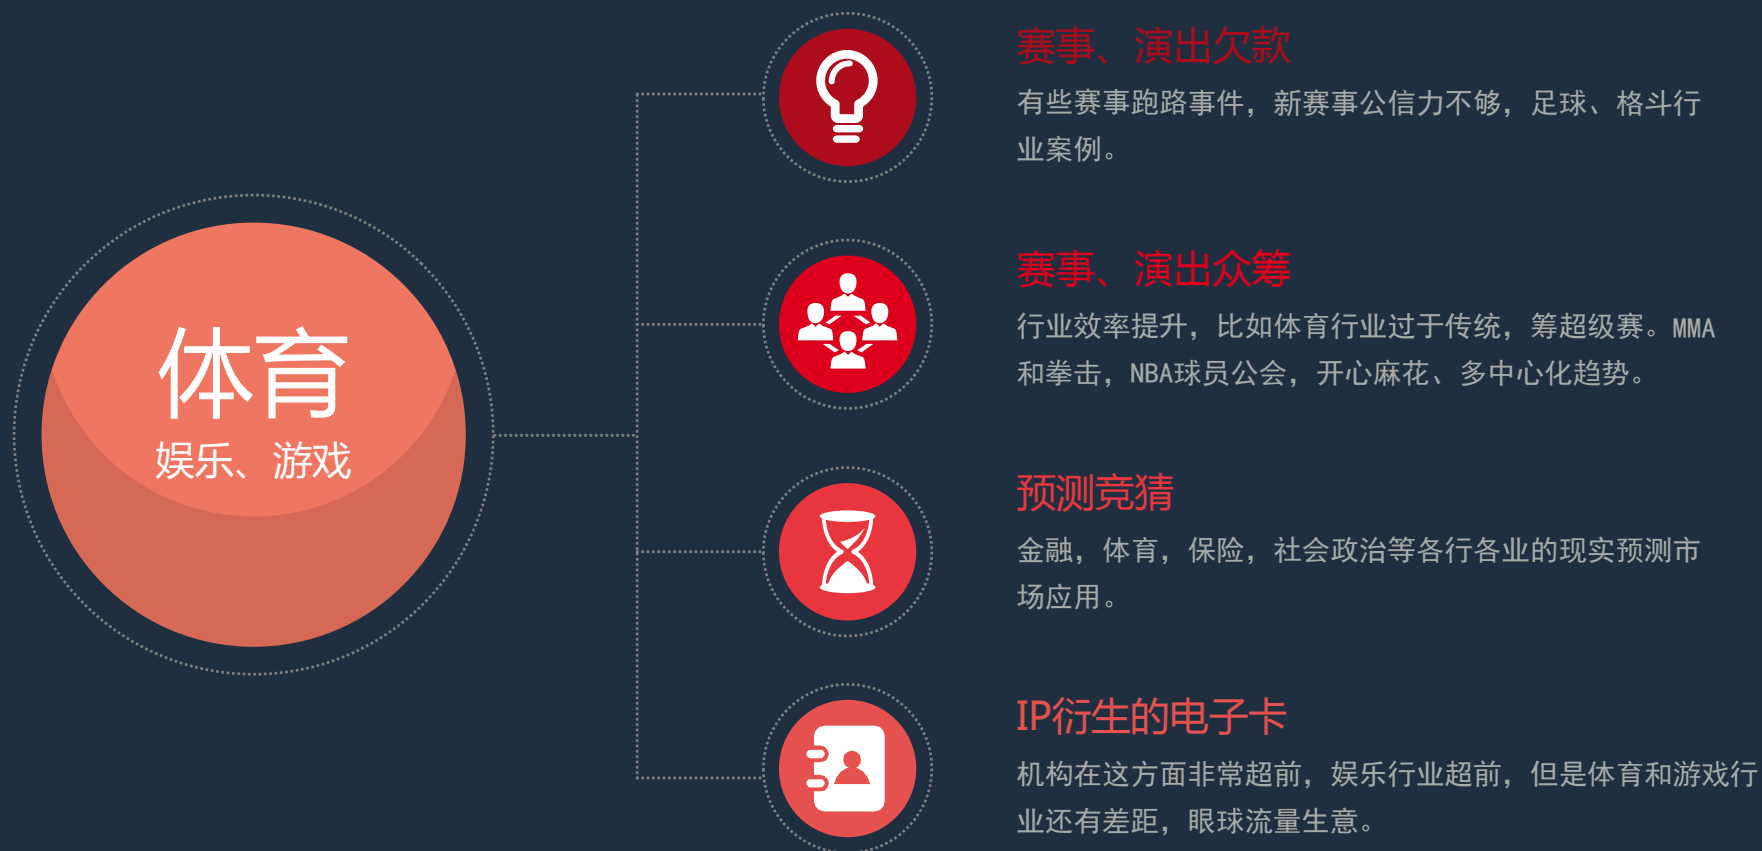 体育
娱乐、游戏
赛事、演出欠款
有些赛事跑路事件，新赛事公信力不够，足球、格斗行
业案例。
赛事、演出众筹
行业效率提升，比如体育行业过于传统，筹超级赛。MMA
和拳击，NBA球员公会，开心麻花、多中心化趋势。
预测竞猜
金融，体育，保险，社会政治等各行各业的现实预测市
场应用。
IP衍生的电子卡
机构在这方面非常超前，娱乐行业超前，但是体育和游戏行
业还有差距，眼球流量生意。